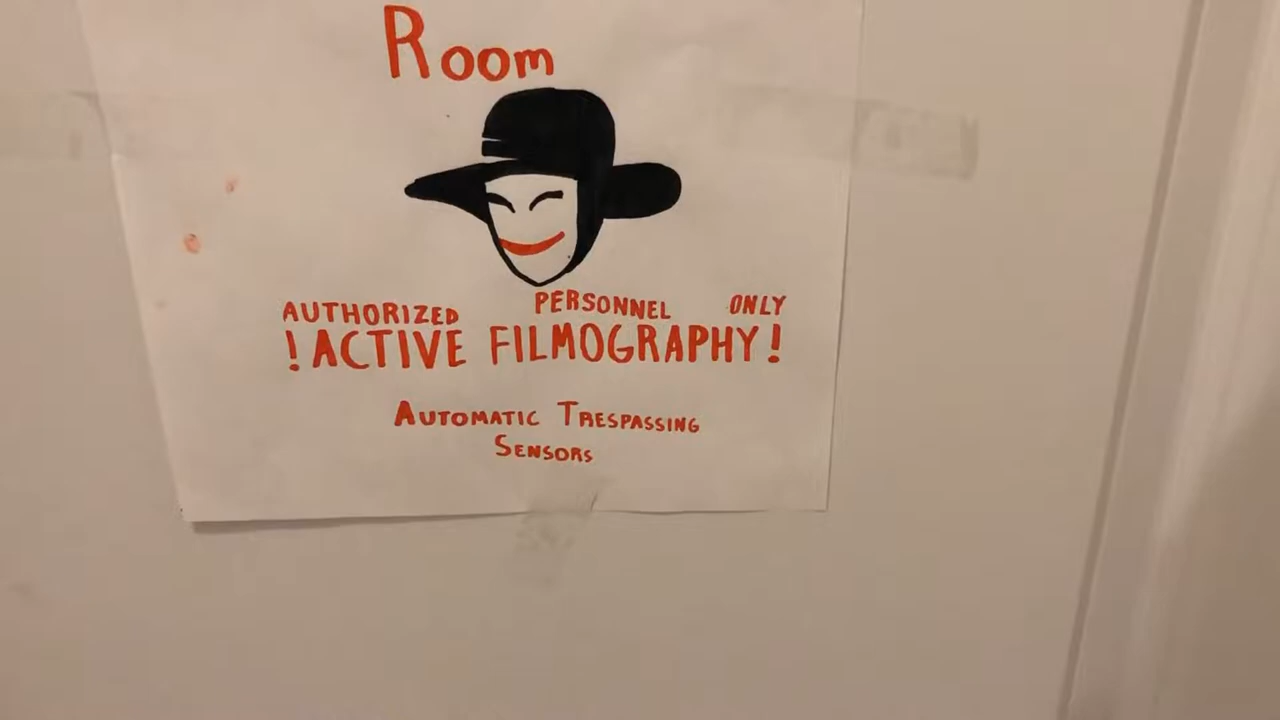 Room
AUTHORIZED PERSONNEL ONLY
!ACTIVE FILMOGRAPHY!
AUTOMATIC TRESPASSING
SENSORS